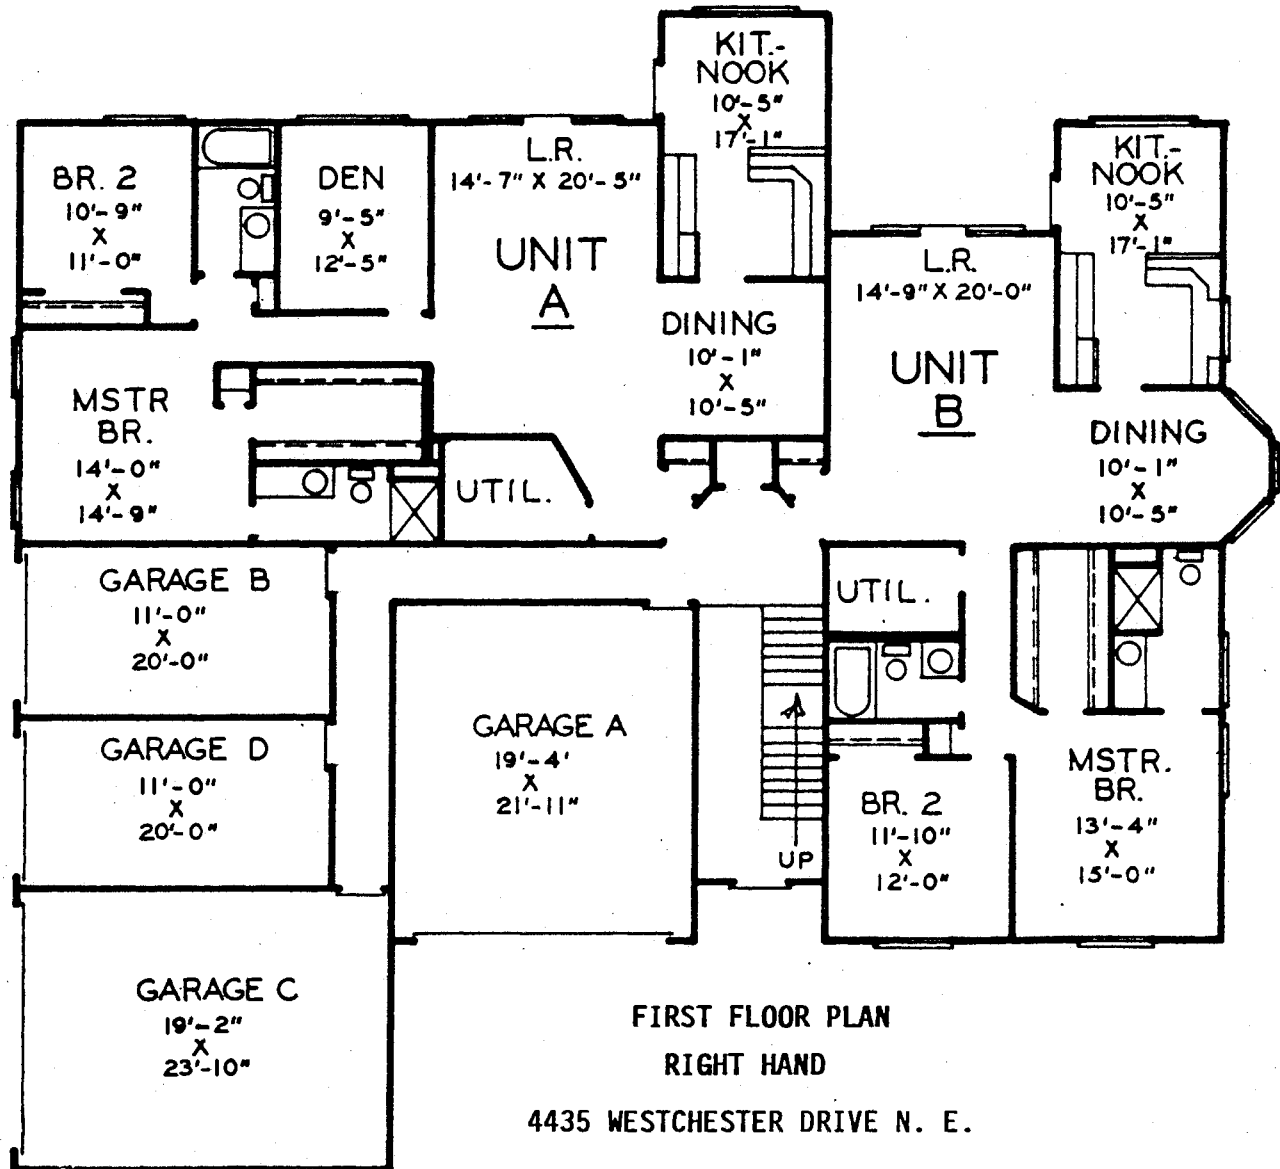 KIT.-
NOOK
10'-5"
X
17'-1"
BR. 2
10'-9"
X
11'-0"
DEN
9'-5"
X
12'-5"
L.R.
14'-7" X 20'-5"
UNIT
A
DINING
10'-1"
X
10'-5"
MSTR
BR.
14'-0"
X
14'-9"
UTIL.
KIT.-
NOOK
10'-5"
X
17'-1"
L.R.
14'-9" X 20'-0"
UNIT
B
DINING
10'-1"
X
10'-5"
UTIL.
GARAGE B
11'-0"
X
20'-0"
GARAGE D
11'-0"
X
20'-0"
GARAGE A
19'-4'
X
21'-11"
UP
BR. 2
11'-10"
X
12'-0"
MSTR.
BR.
13'-4"
X
15'-0"
GARAGE C
19'-2"
X
23'-10"
FIRST FLOOR PLAN
RIGHT HAND
4435 WESTCHESTER DRIVE N. E.